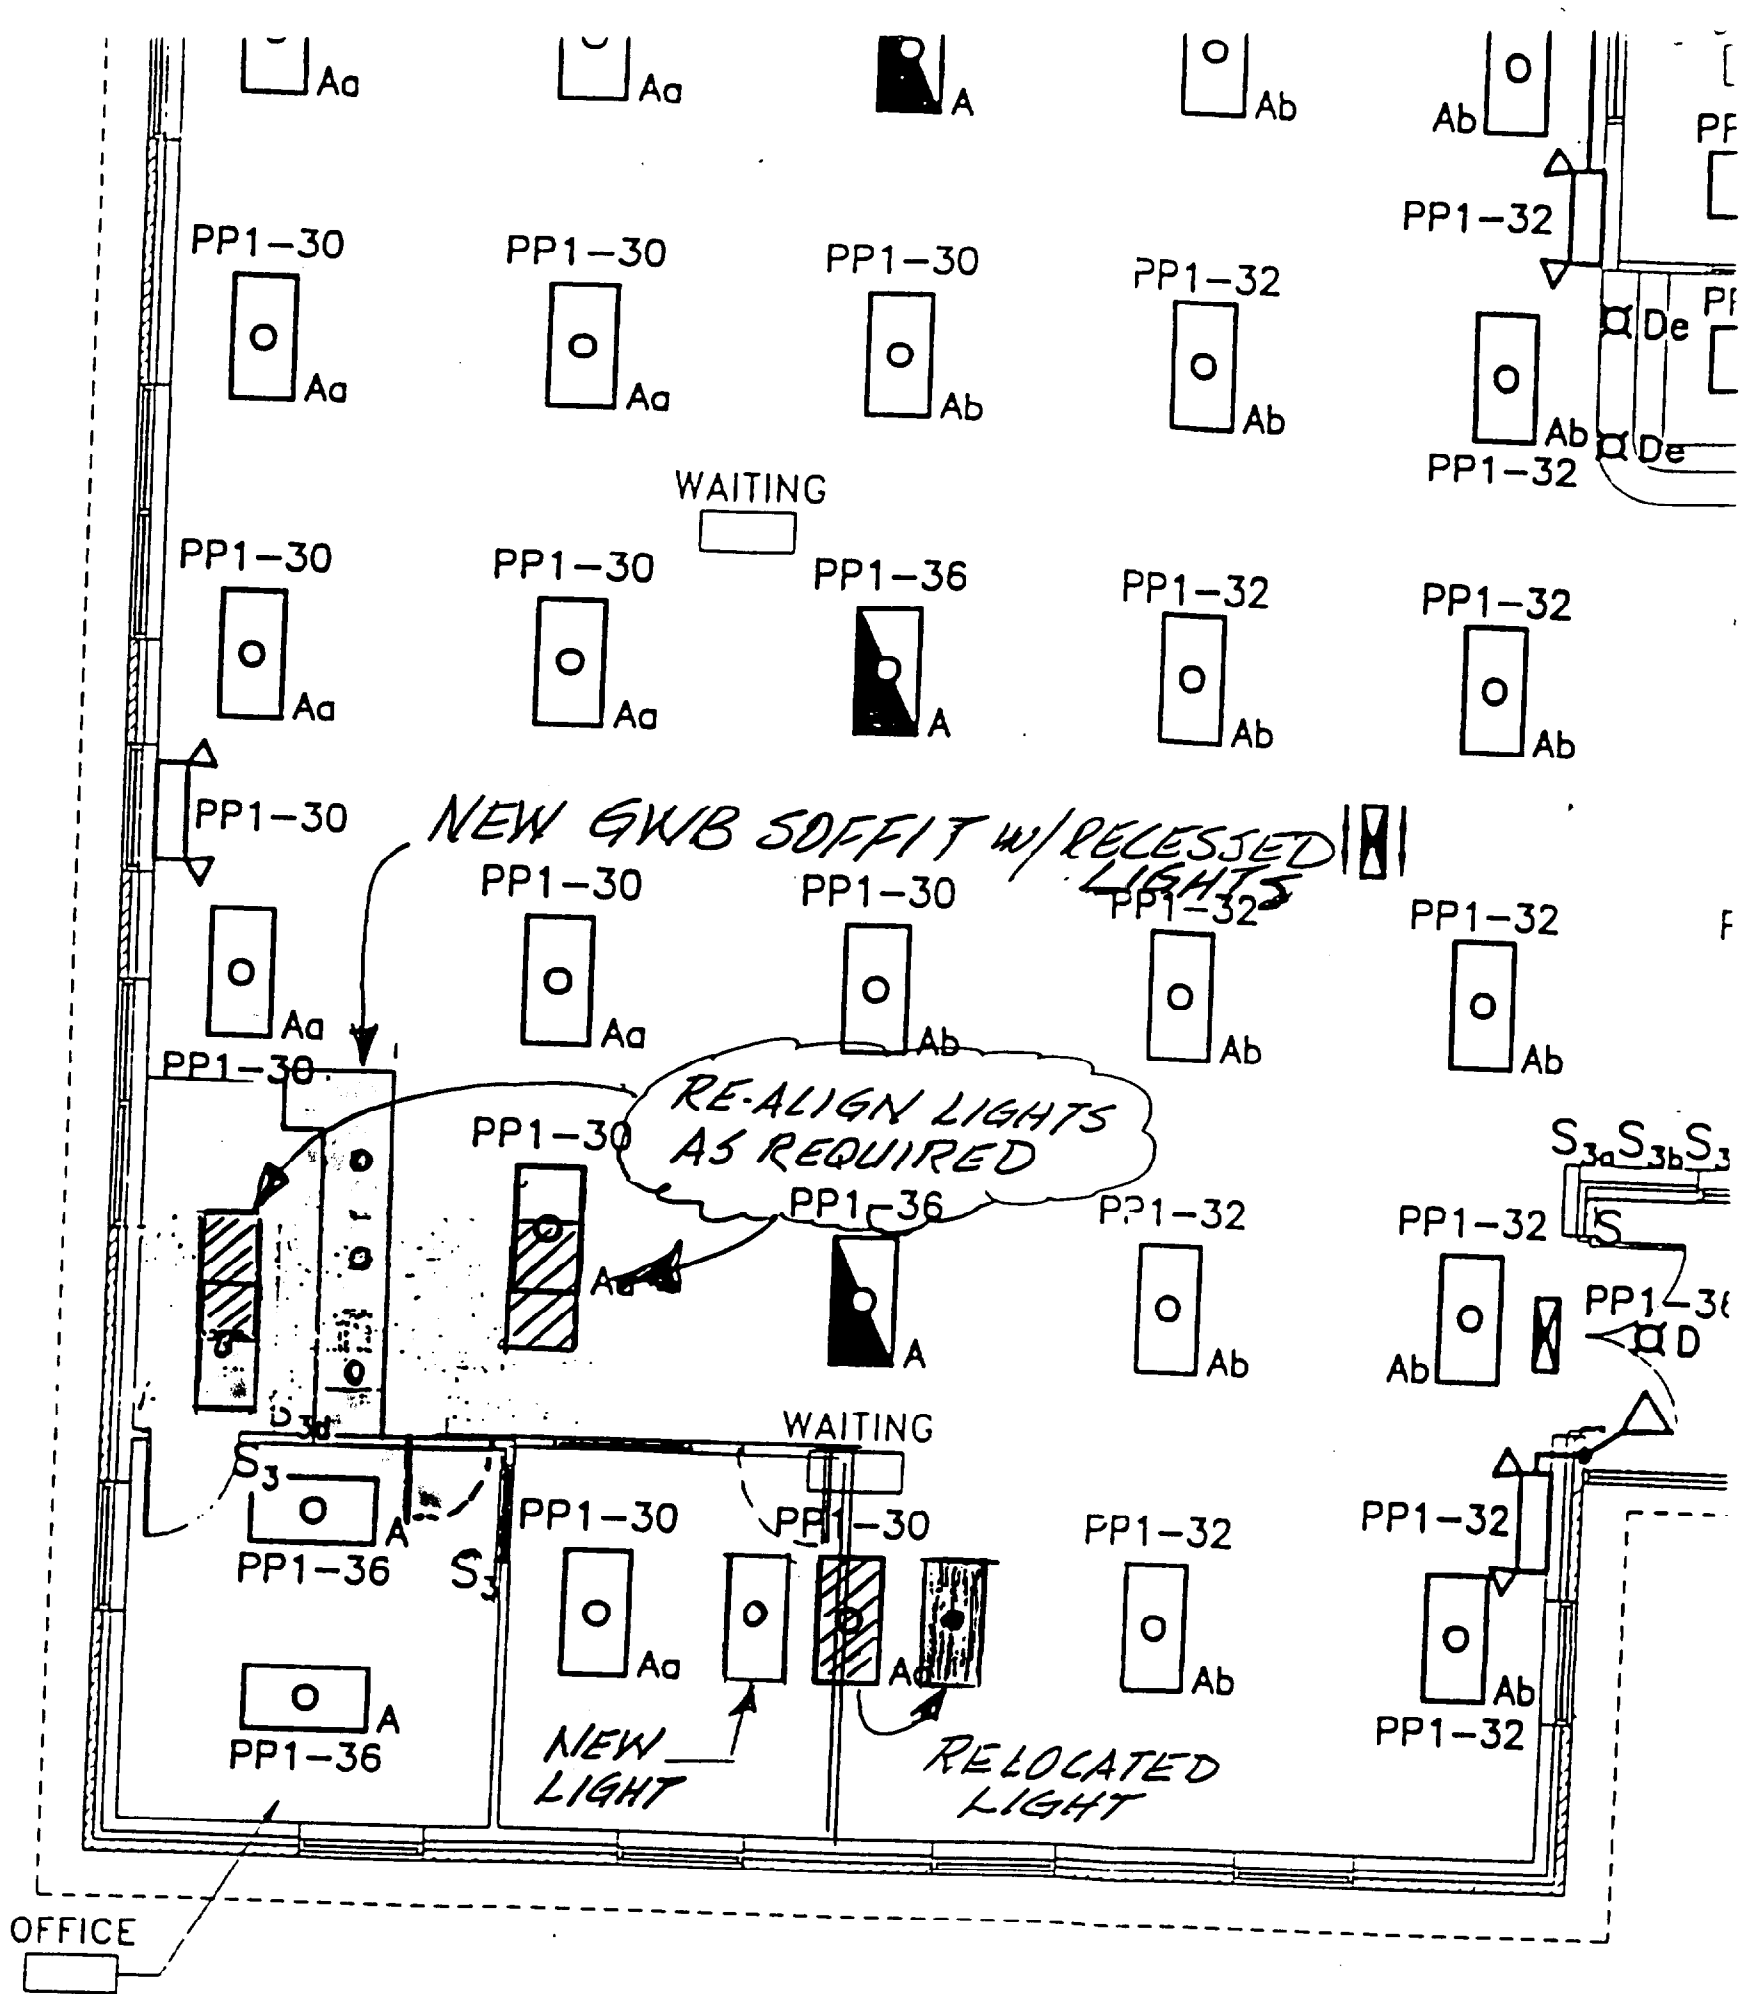 Aa
Aa
A
Ab
Ab
PP1-32
PP1-30
PP1-30
PP1-30
PP1-32
De
Aa
Aa
Ab
Ab
Ab
De
PP1-32
WAITING
PP1-30
PP1-30
PP1-36
PP1-32
PP1-32
Aa
Aa
A
Ab
Ab
PP1-30
NEW GWB SOFFIT W/RECESSED
LIGHTS
PP1-30
PP1-30
PP1-32
PP1-32
Aa
Aa
Ab
Ab
Ab
PP1-30
RE-ALIGN LIGHTS
AS REQUIRED
PP1-30
S3a S3b S3
PP1-36
PP1-32
PP1-32
S
PP1-36
D
A
Ab
Ab
3d
WAITING
S3
A
PP1-36
S3
PP1-30
PP1-30
PP1-32
PP1-32
Aa
Ab
Ab
A
PP1-36
PP1-32
NEW
LIGHT
RELOCATED
LIGHT
OFFICE